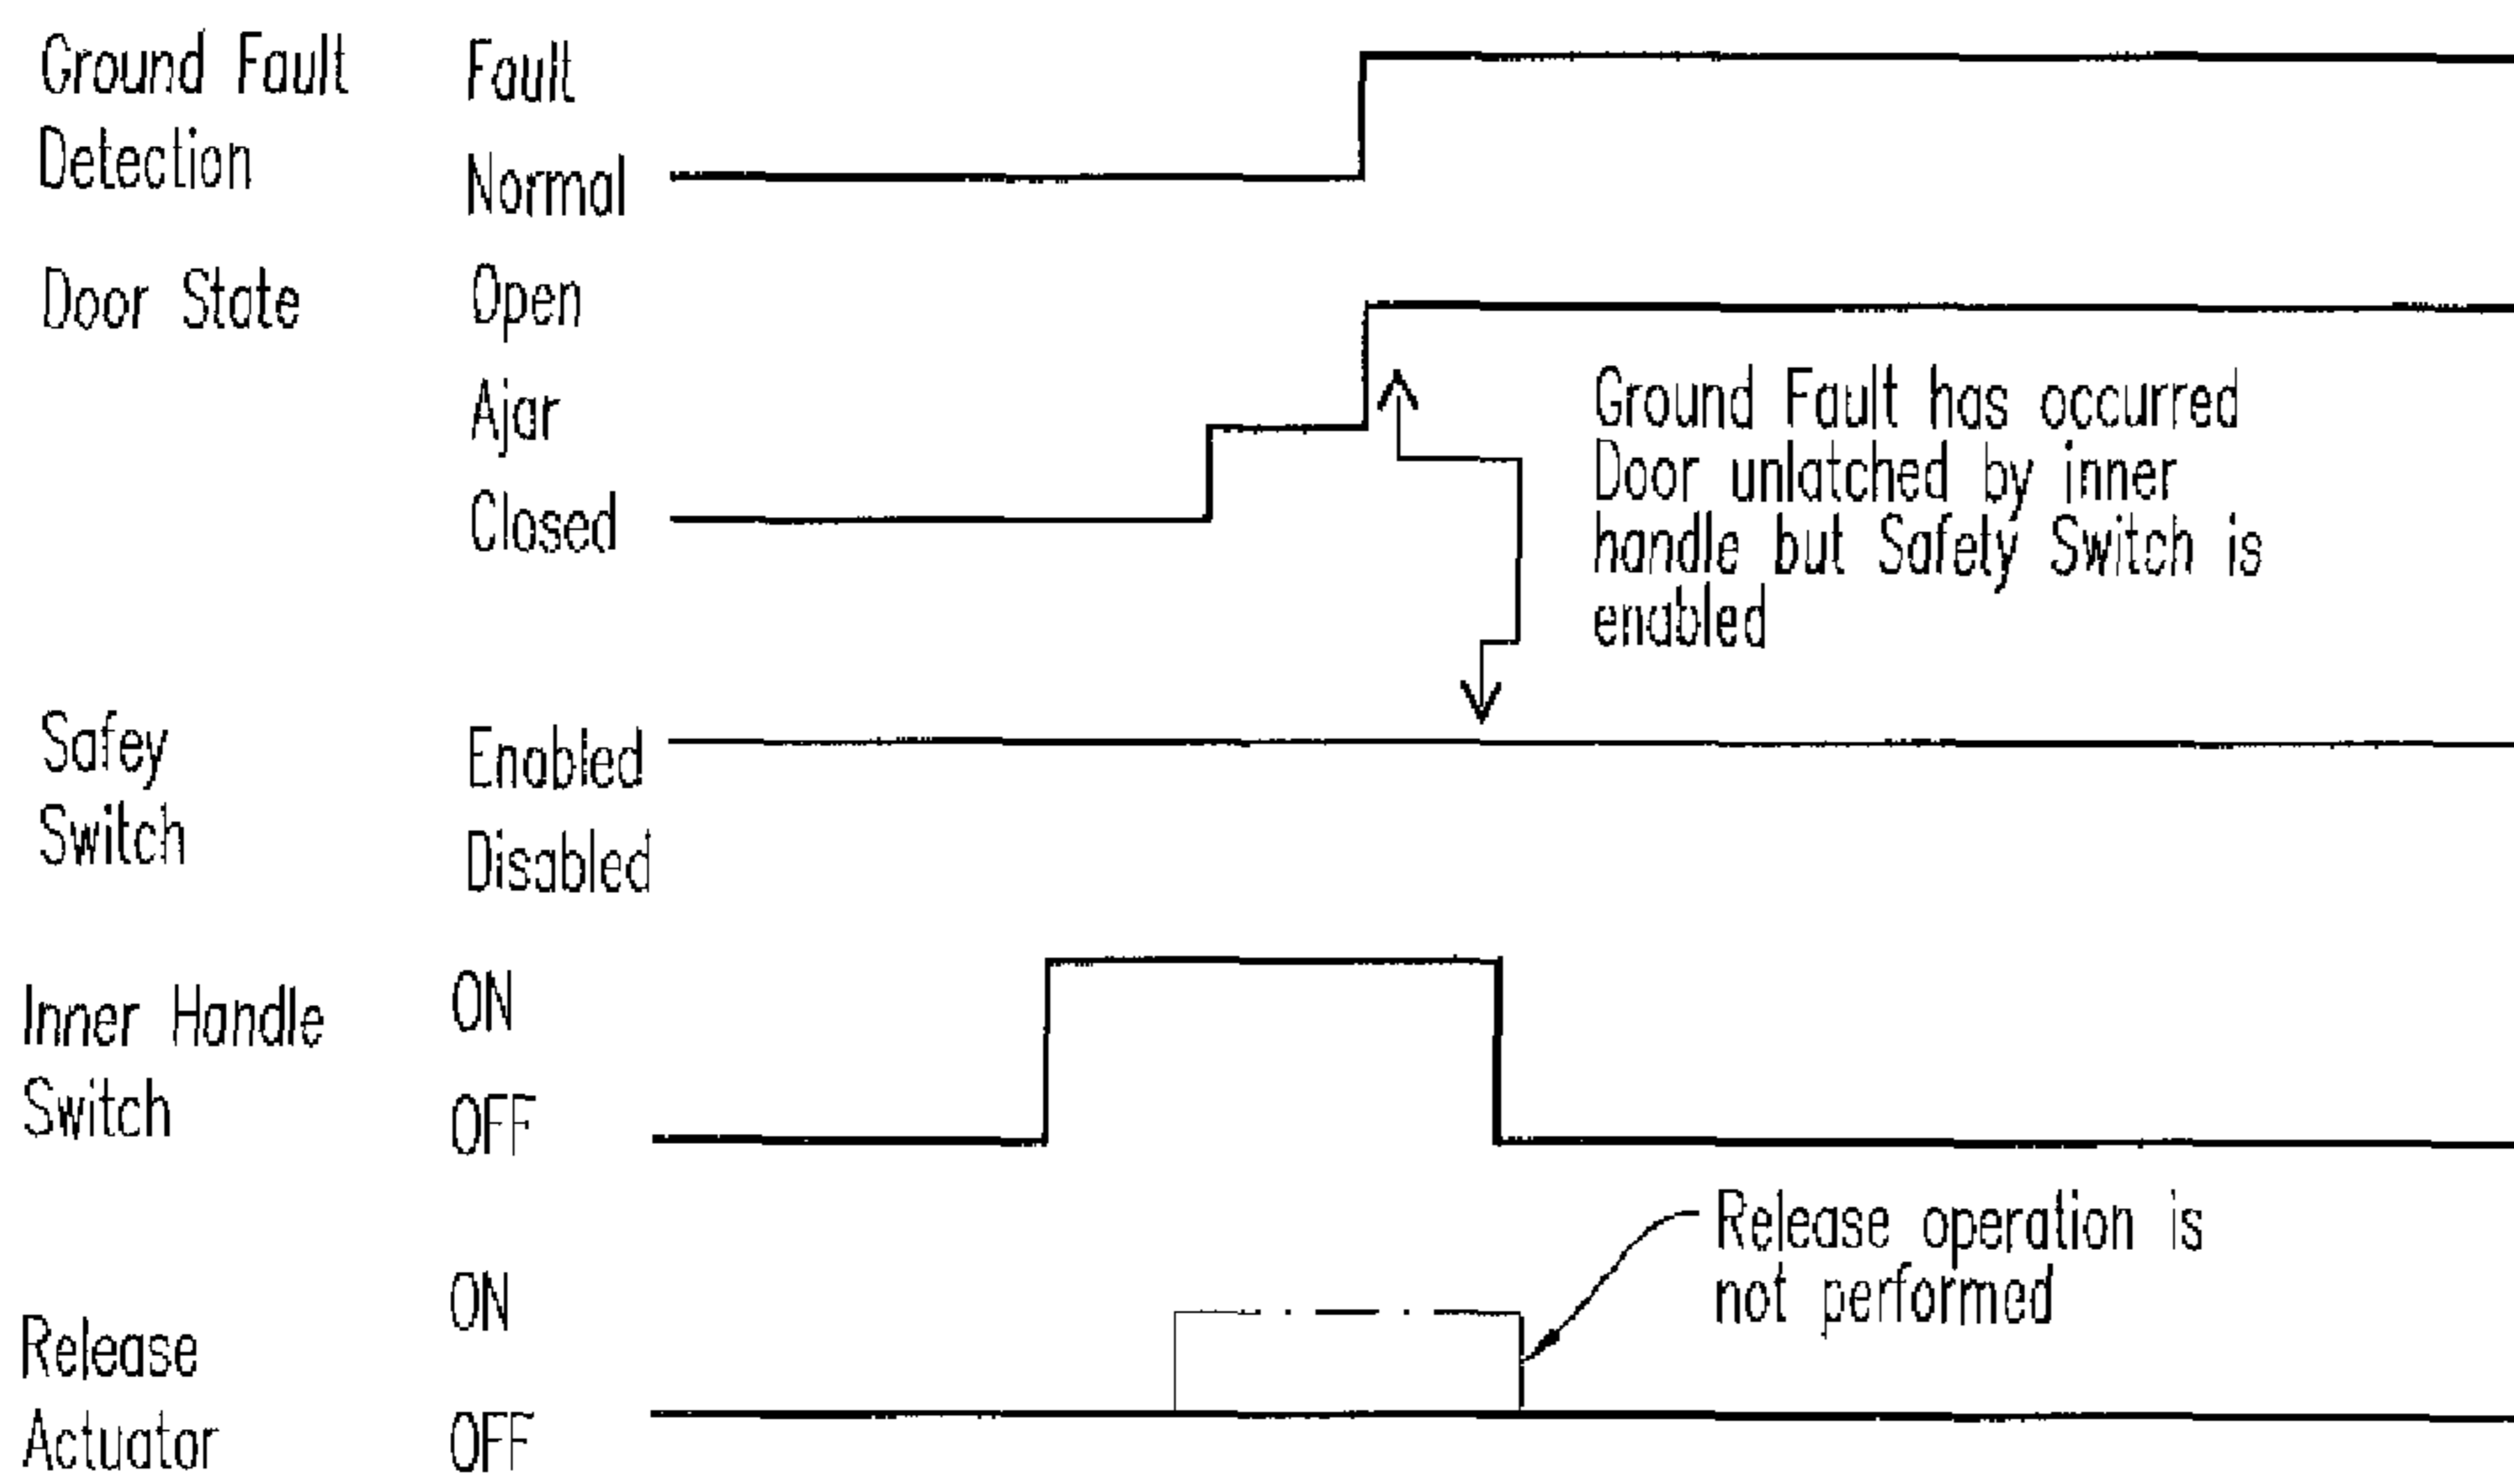 Ground Fault
Detection
Fault
Normal
Door State
Open
Ajar
Closed
Ground Fault has occurred
Door unlatched by inner
handle but Safety Switch is
enabled
Safey
Switch
Enabled
Disabled
Inner Handle
Switch
ON
OFF
Release operation is
not performed
Release
Actuator
ON
OFF